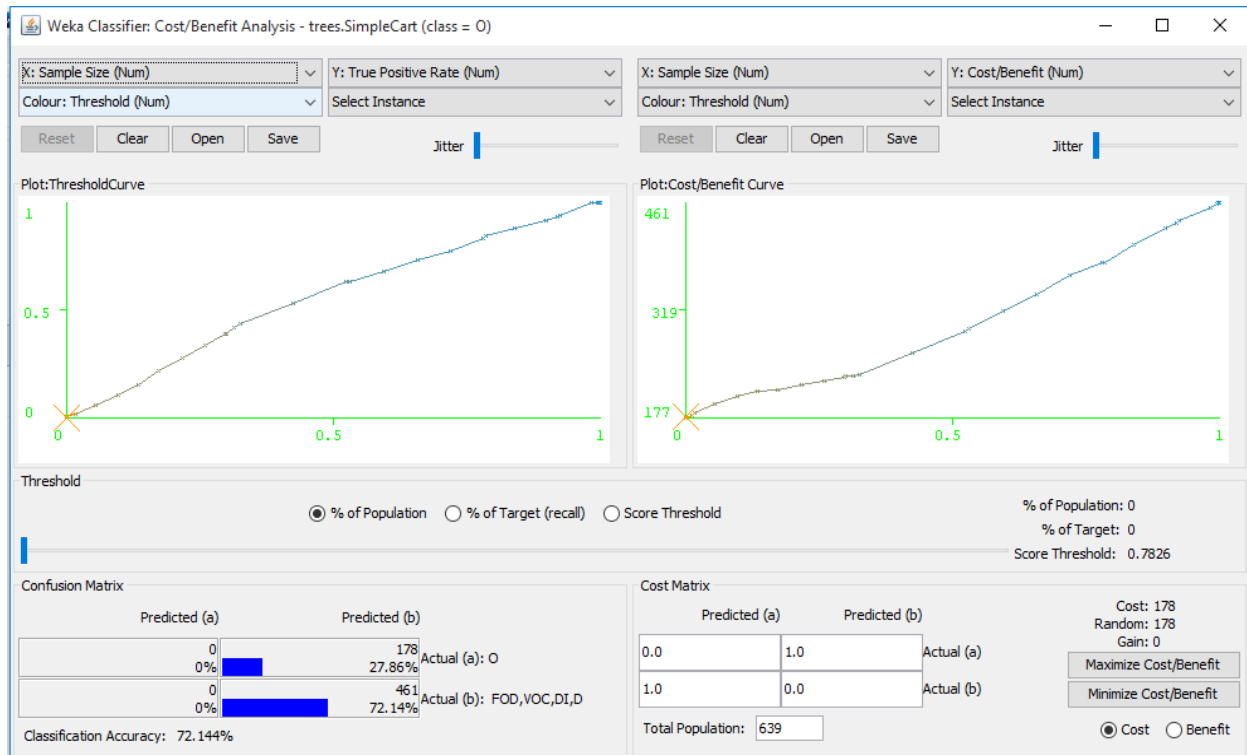 Weka Classifier: Cost/Benefit Analysis - trees.SimpleCart (class = O)
X: Sample Size (Num) Y: True Positive Rate (Num) X: Sample Size (Num) Y: Cost/Benefit (Num)
Colour: Threshold (Num) Select Instance Colour: Threshold (Num) Select Instance
Reset Clear Open Save Jitter Reset Clear Open Save Jitter
Plot:ThresholdCurve
1
0.5
0
0 0.5 1
Plot:Cost/Benefit Curve
461
319
177
0 0.5 1
Threshold
% of Population % of Target (recall) Score Threshold
% of Population: 0
% of Target: 0
Score Threshold: 0.7826
Confusion Matrix
Predicted (a) Predicted (b)
0 178
0% 27.86% Actual (a): O
0 461
0% 72.14% Actual (b): FOD,VOC,DI,D
Classification Accuracy: 72.144%
Cost Matrix
Predicted (a) Predicted (b)
0.0 1.0 Actual (a)
1.0 0.0 Actual (b)
Total Population: 639
Cost: 178
Random: 178
Gain: 0
Maximize Cost/Benefit
Minimize Cost/Benefit
Cost Benefit